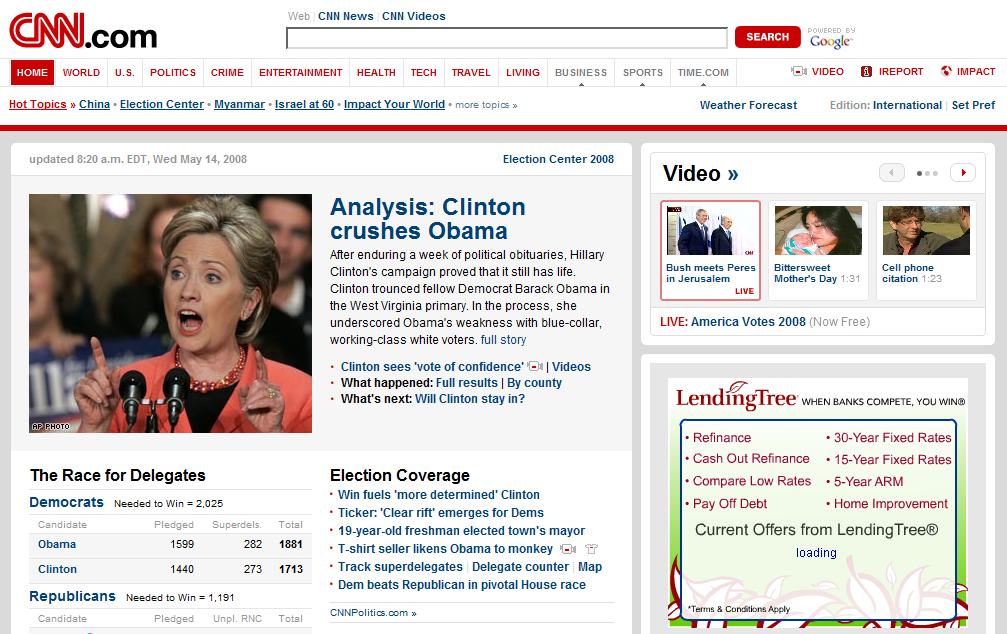 CNN.com
Web | CNN News | CNN Videos
SEARCH
POWERED BY
Google™
HOME WORLD U.S. POLITICS CRIME ENTERTAINMENT HEALTH TECH TRAVEL LIVING BUSINESS SPORTS TIME.COM VIDEO IREPORT IMPACT
Hot Topics » China • Election Center • Myanmar • Israel at 60 • Impact Your World • more topics »
Weather Forecast Edition: International | Set Pref
updated 8:20 a.m. EDT, Wed May 14, 2008
Election Center 2008
AP PHOTO
Analysis: Clinton
crushes Obama
After enduring a week of political obituaries, Hillary
Clinton's campaign proved that it still has life.
Clinton trounced fellow Democrat Barack Obama in
the West Virginia primary. In the process, she
underscored Obama's weakness with blue-collar,
working-class white voters. full story
• Clinton sees 'vote of confidence' | Videos
• What happened: Full results | By county
• What's next: Will Clinton stay in?
The Race for Delegates
Democrats Needed to Win = 2,025
Candidate Pledged Superdels. Total
Obama 1599 282 1881
Clinton 1440 273 1713
Republicans Needed to Win = 1,191
Candidate Pledged Unpl. RNC Total
Election Coverage
• Win fuels 'more determined' Clinton
• Ticker: 'Clear rift' emerges for Dems
• 19-year-old freshman elected town's mayor
• T-shirt seller likens Obama to monkey
• Track superdelegates | Delegate counter | Map
• Dem beats Republican in pivotal House race
CNNPolitics.com »
Video »
Bush meets Peres
in Jerusalem
LIVE
Bittersweet
Mother's Day 1:31
Cell phone
citation 1:23
LIVE: America Votes 2008 (Now Free)
LendingTree® WHEN BANKS COMPETE, YOU WIN®
• Refinance
• Cash Out Refinance
• Compare Low Rates
• Pay Off Debt
• 30-Year Fixed Rates
• 15-Year Fixed Rates
• 5-Year ARM
• Home Improvement
Current Offers from LendingTree®
loading
*Terms & Conditions Apply